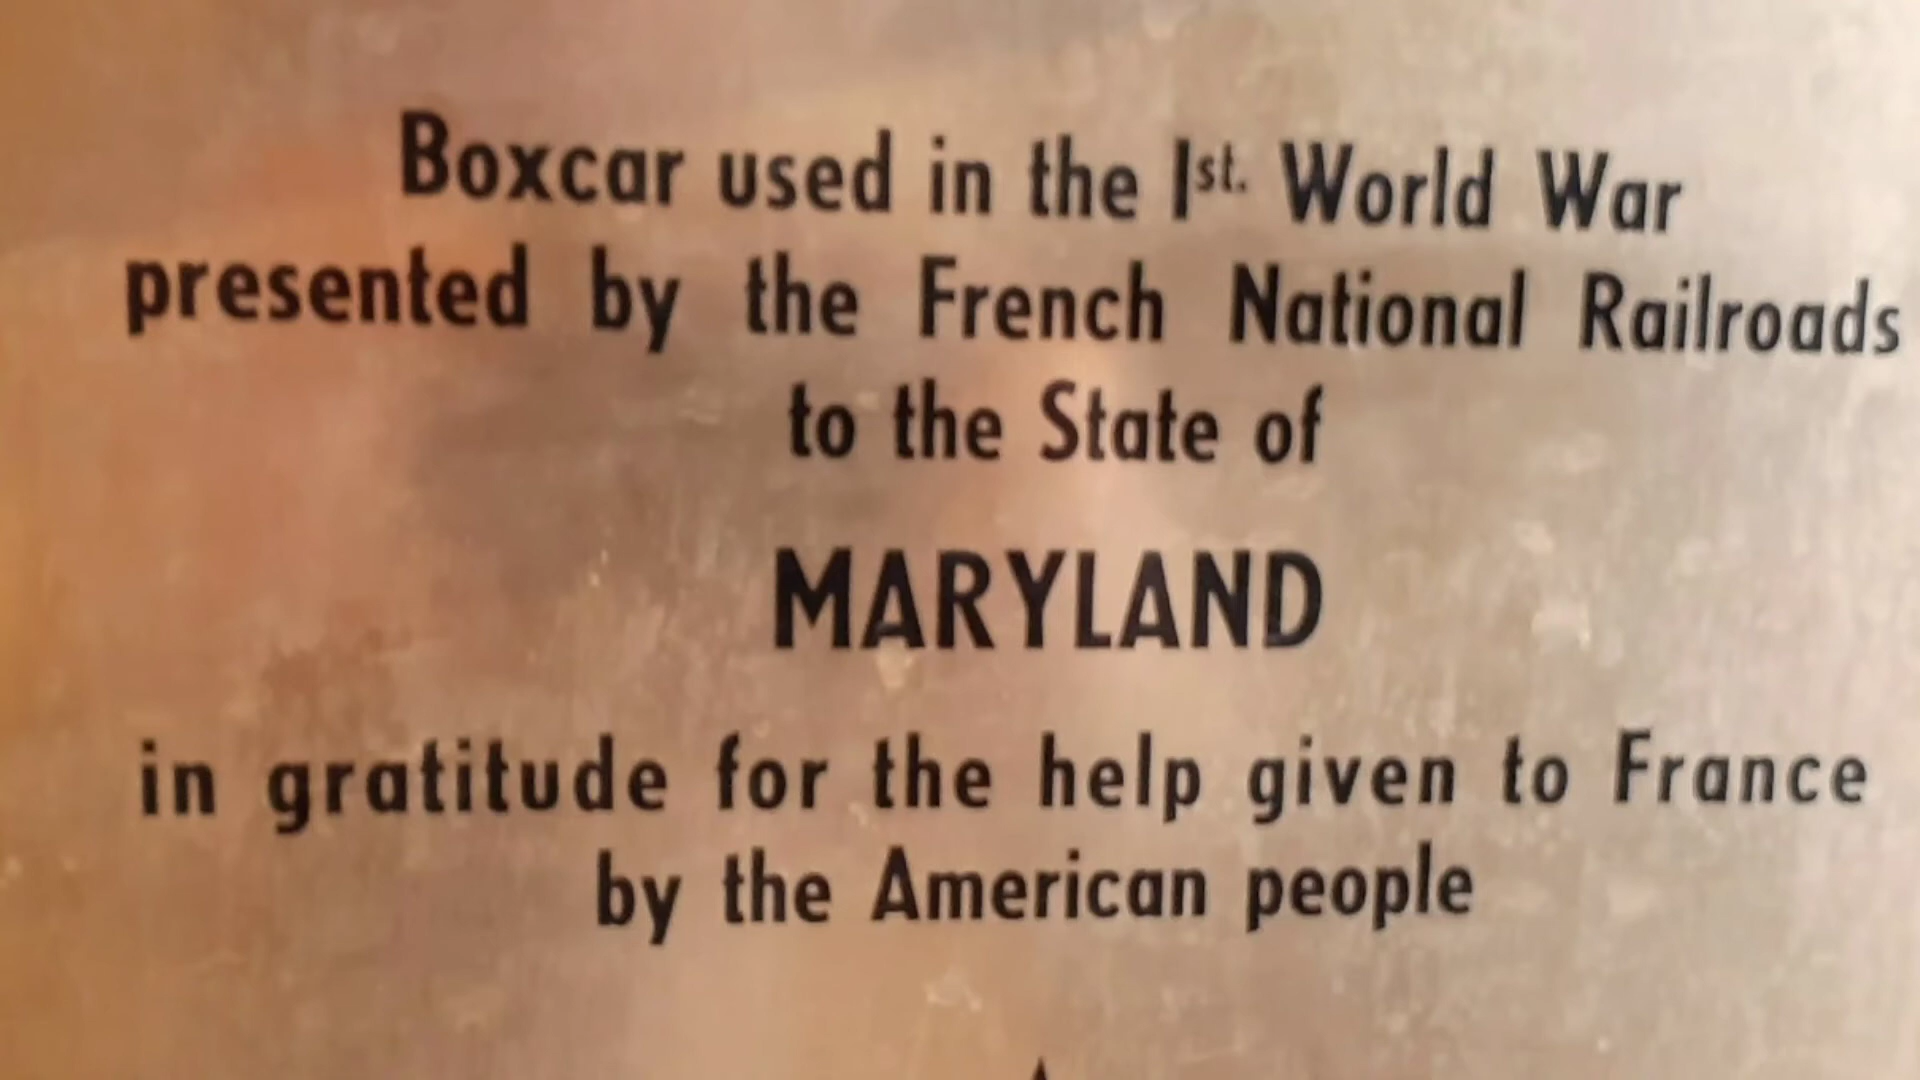 Boxcar used in the 1st. World War
presented by the French National Railroads
to the State of
MARYLAND
in gratitude for the help given to France
by the American people